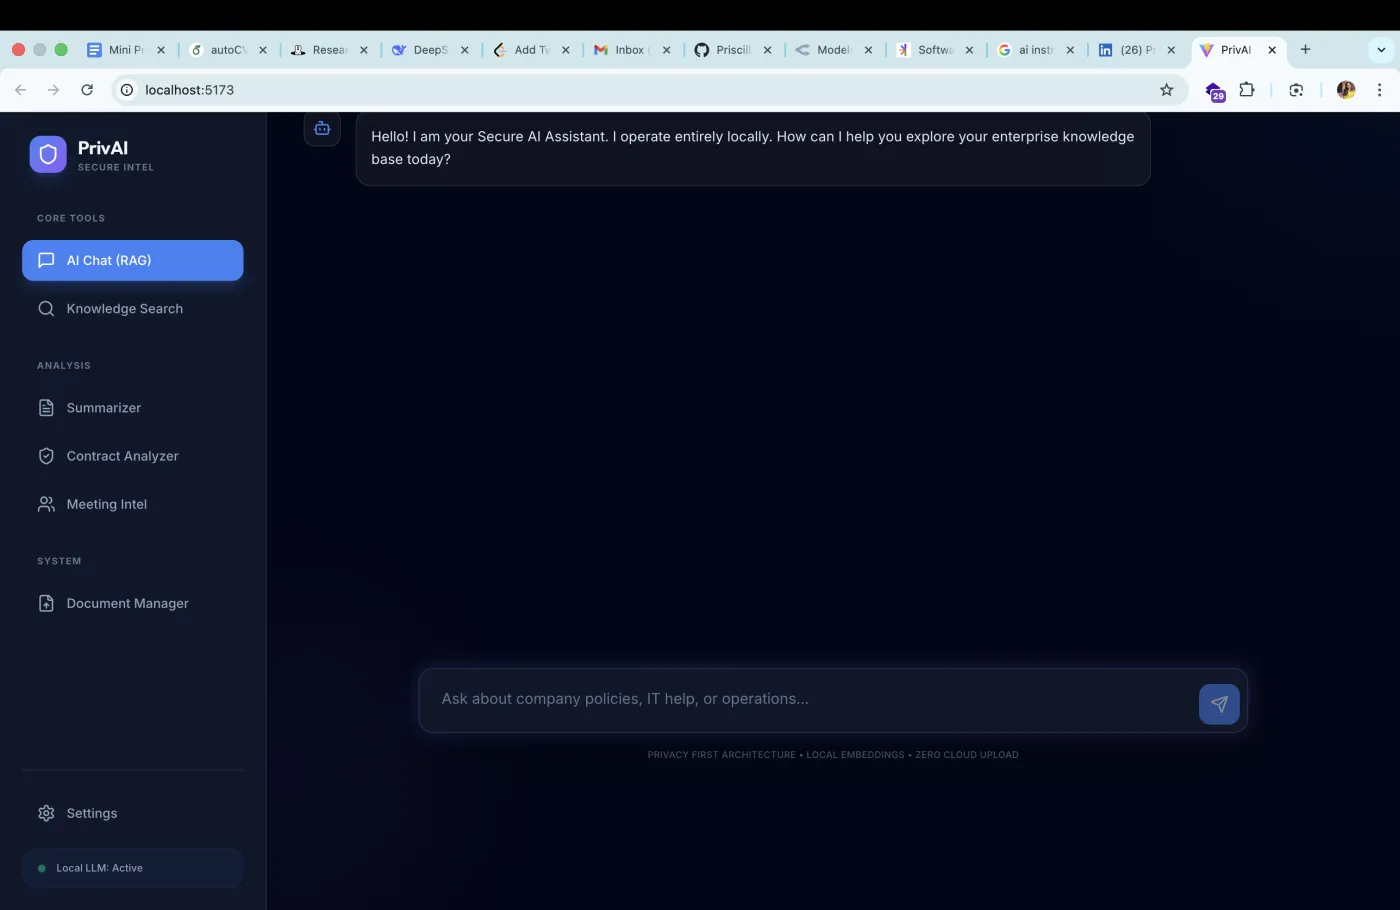 Mini P
autoC
Resea
DeepS
Add Tw
Inbox (
Priscill
Model
Softwa
ai instr
(26) P
PrivAI
localhost:5173
29
PrivAI
SECURE INTEL
CORE TOOLS
AI Chat (RAG)
Knowledge Search
ANALYSIS
Summarizer
Contract Analyzer
Meeting Intel
SYSTEM
Document Manager
Settings
Local LLM: Active
Hello! I am your Secure AI Assistant. I operate entirely locally. How can I help you explore your enterprise knowledge
base today?
Ask about company policies, IT help, or operations...
PRIVACY FIRST ARCHITECTURE • LOCAL EMBEDDINGS • ZERO CLOUD UPLOAD